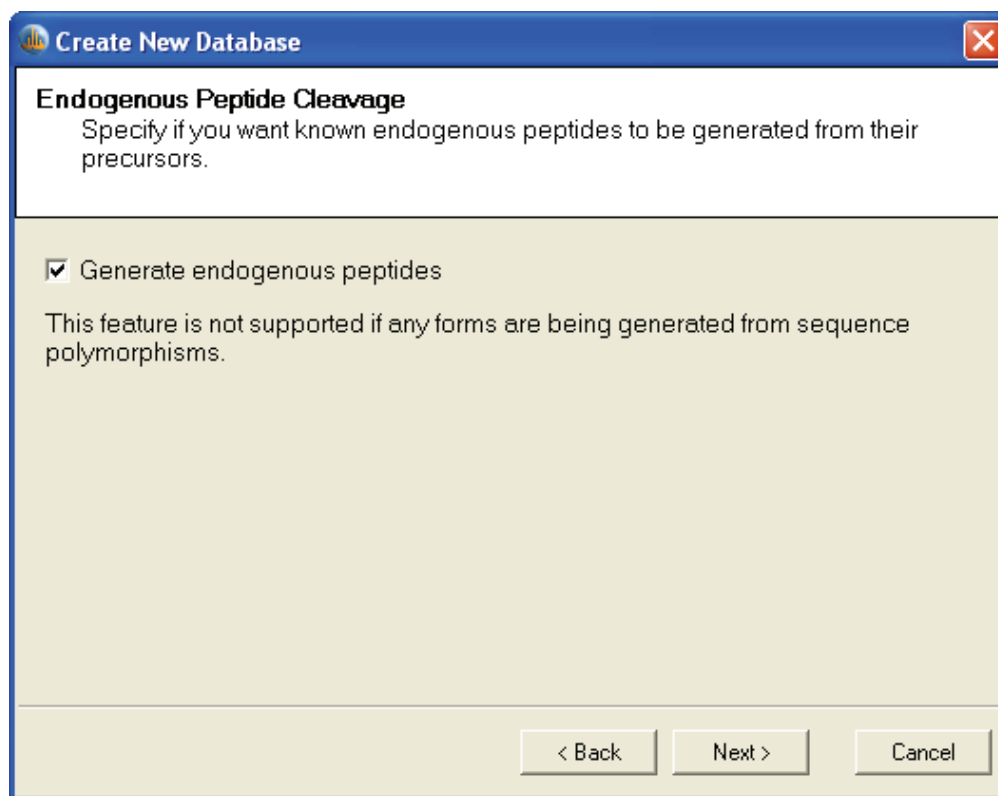 Create New Database
Endogenous Peptide Cleavage
Specify if you want known endogenous peptides to be generated from their
precursors.
Generate endogenous peptides
This feature is not supported if any forms are being generated from sequence
polymorphisms.
< Back Next > Cancel